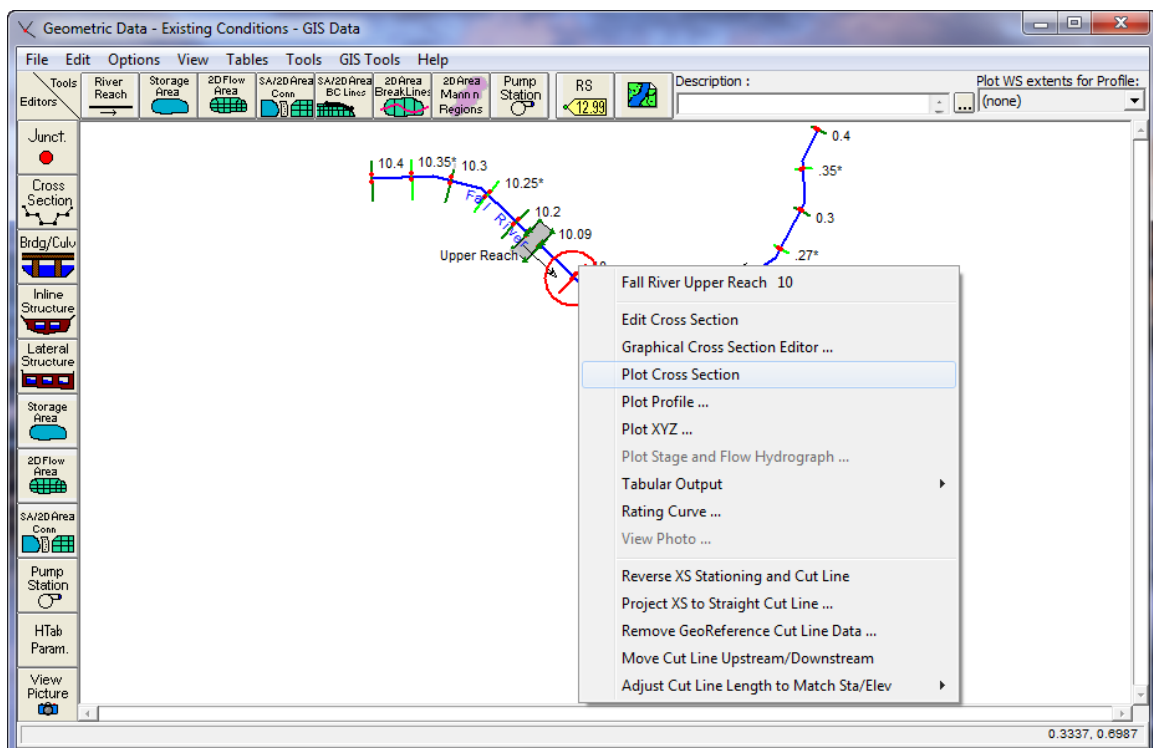 Geometric Data - Existing Conditions - GIS Data
File Edit Options View Tables Tools GIS Tools Help
Tools
Editors
River
Reach
Storage
Area
2D Flow
Area
SA/2D Area
Conn
SA/2D Area
BC Lines
2D Area
BreakLines
2D Area
Mann n
Regions
Pump
Station
RS
12.99
Description :
...
Plot WS extents for Profile:
(none)
Junct.
Cross
Section
Brdg/Culv
Inline
Structure
Lateral
Structure
Storage
Area
2D Flow
Area
SA/2D Area
Conn
Pump
Station
HTab
Param.
View
Picture
10.4
10.35*
10.3
10.25*
10.2
10.09
Fall River
Upper Reach
0.4
.35*
0.3
.27*
Fall River Upper Reach 10
Edit Cross Section
Graphical Cross Section Editor ...
Plot Cross Section
Plot Profile ...
Plot XYZ ...
Plot Stage and Flow Hydrograph ...
Tabular Output
Rating Curve ...
View Photo ...
Reverse XS Stationing and Cut Line
Project XS to Straight Cut Line ...
Remove GeoReference Cut Line Data ...
Move Cut Line Upstream/Downstream
Adjust Cut Line Length to Match Sta/Elev
0.3337, 0.6987